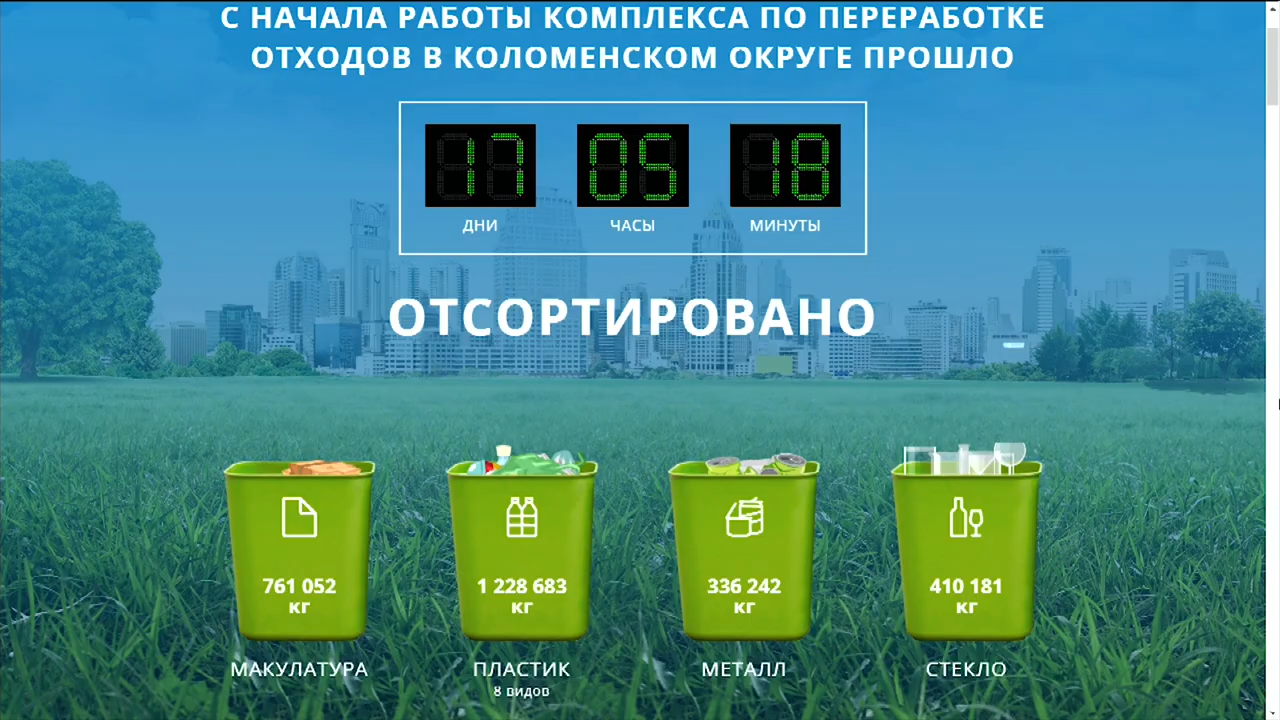 С НАЧАЛА РАБОТЫ КОМПЛЕКСА ПО ПЕРЕРАБОТКЕ
ОТХОДОВ В КОЛОМЕНСКОМ ОКРУГЕ ПРОШЛО
17 05 18
ДНИ ЧАСЫ МИНУТЫ
ОТСОРТИРОВАНО
761 052 1 228 683 336 242 410 181
кг кг кг кг
МАКУЛАТУРА ПЛАСТИК МЕТАЛЛ СТЕКЛО
8 видов